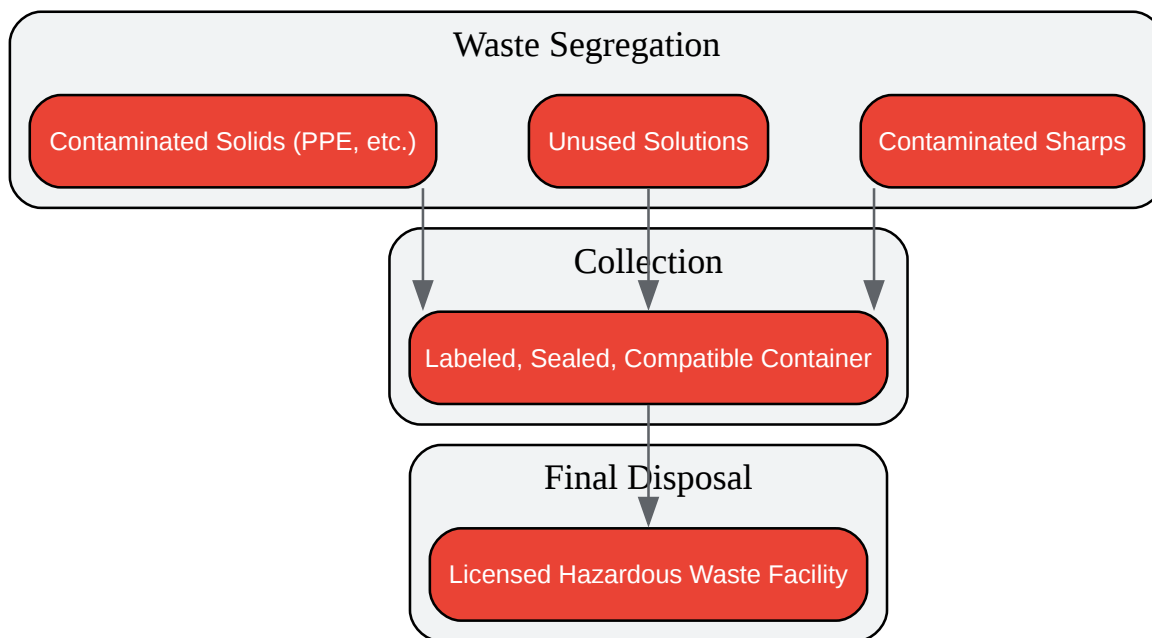 Waste Segregation
Contaminated Solids (PPE, etc.)
Unused Solutions
Contaminated Sharps
Collection
Labeled, Sealed, Compatible Container
Final Disposal
Licensed Hazardous Waste Facility